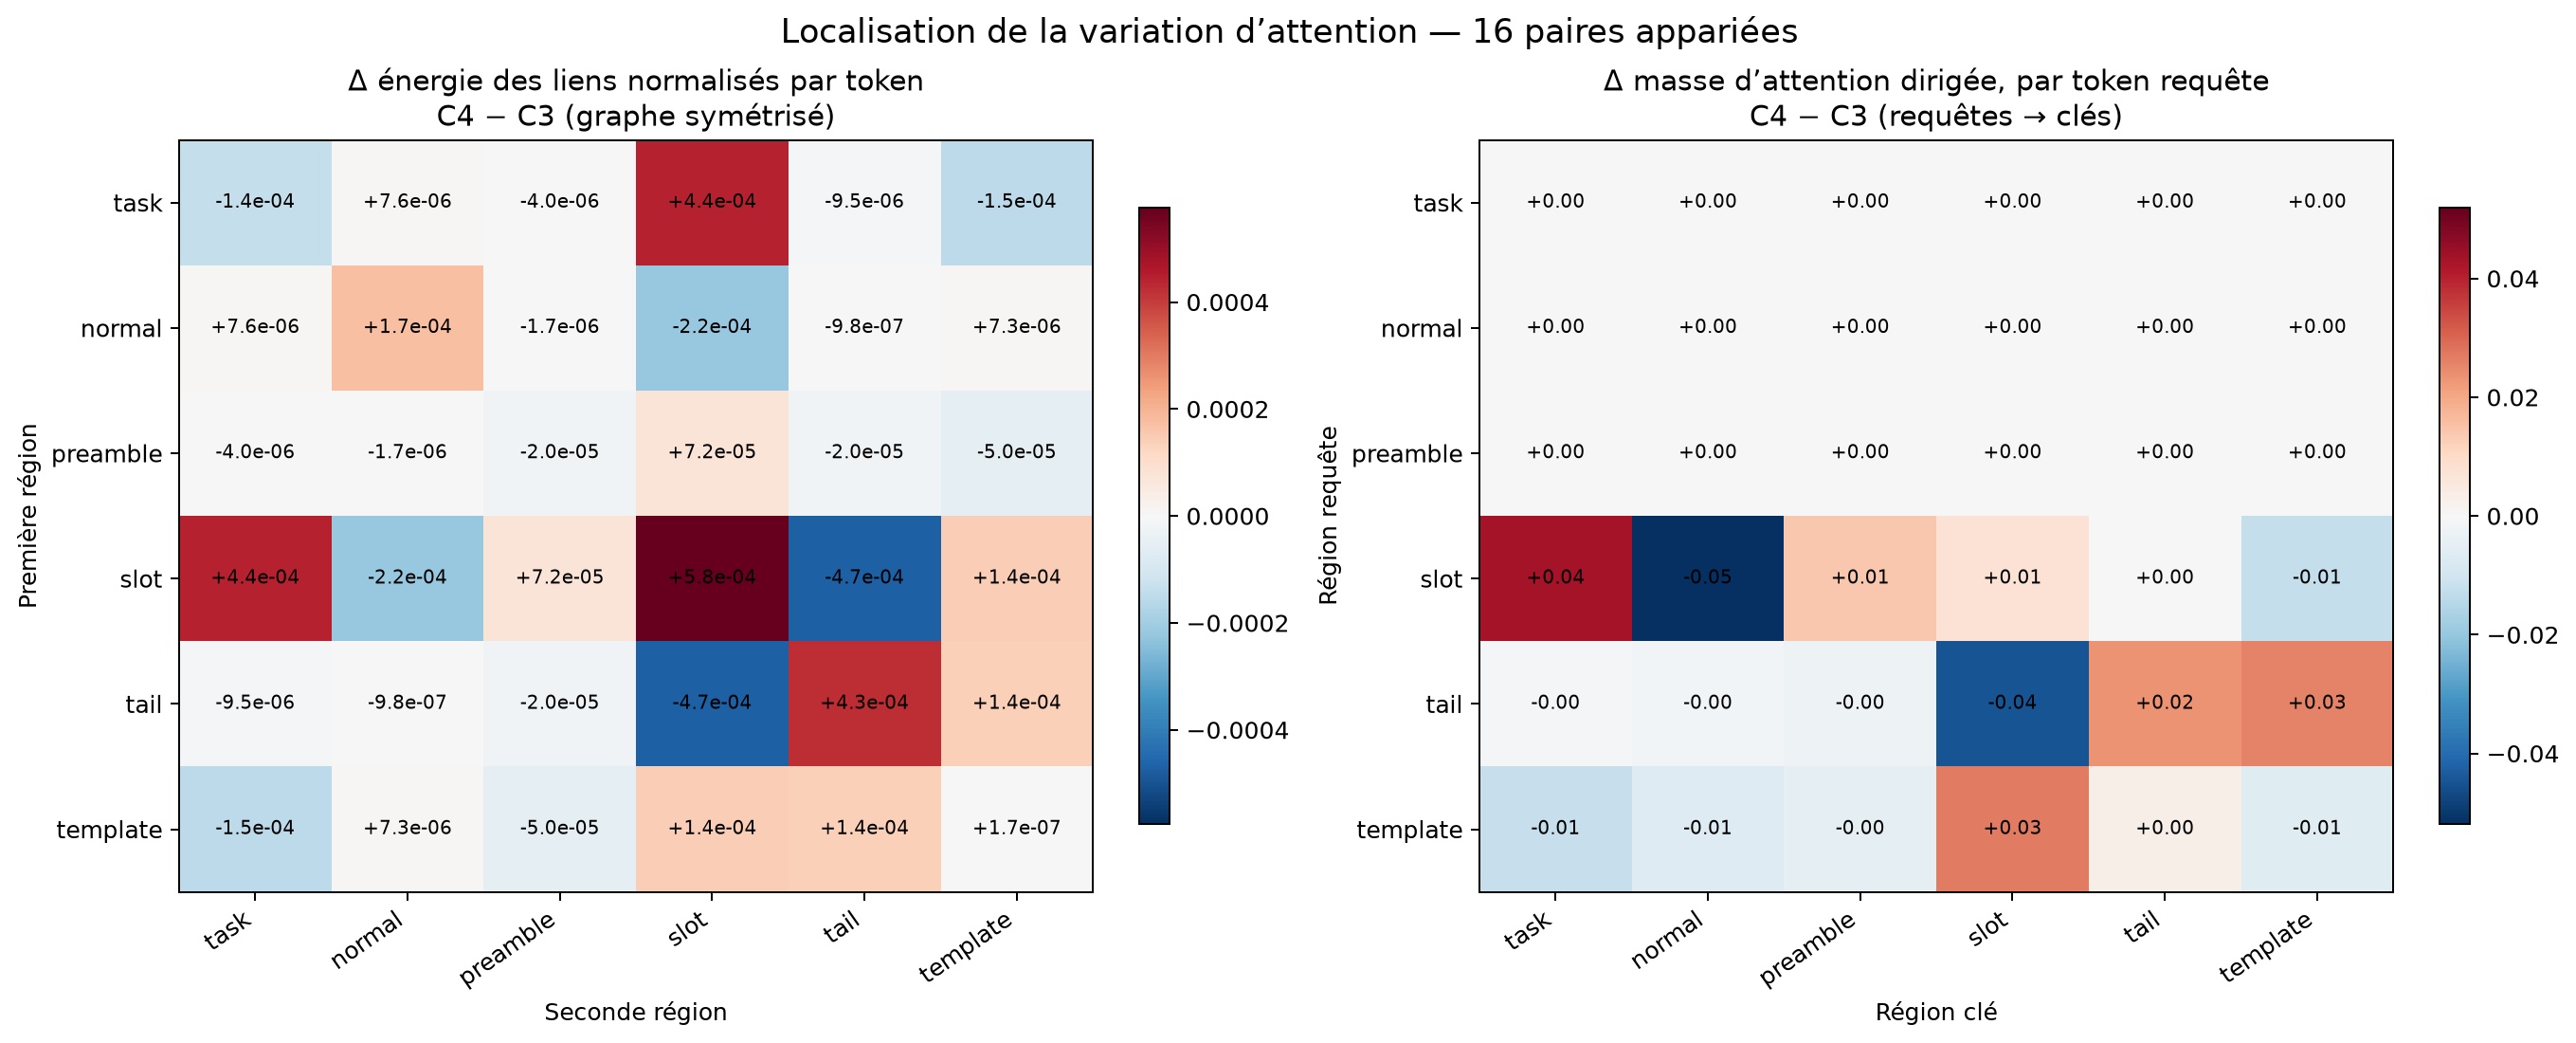 Localisation de la variation d’attention — 16 paires appariées
Δ énergie des liens normalisés par token
C4 − C3 (graphe symétrisé)
task -1.4e-04 +7.6e-06 -4.0e-06 +4.4e-04 -9.5e-06 -1.5e-04
normal +7.6e-06 +1.7e-04 -1.7e-06 -2.2e-04 -9.8e-07 +7.3e-06
preamble -4.0e-06 -1.7e-06 -2.0e-05 +7.2e-05 -2.0e-05 -5.0e-05
slot +4.4e-04 -2.2e-04 +7.2e-05 +5.8e-04 -4.7e-04 +1.4e-04
tail -9.5e-06 -9.8e-07 -2.0e-05 -4.7e-04 +4.3e-04 +1.4e-04
template -1.5e-04 +7.3e-06 -5.0e-05 +1.4e-04 +1.4e-04 +1.7e-07
Première région
task normal preamble slot tail template
Seconde région
0.0004
0.0002
0.0000
−0.0002
−0.0004
Δ masse d’attention dirigée, par token requête
C4 − C3 (requêtes → clés)
task +0.00 +0.00 +0.00 +0.00 +0.00 +0.00
normal +0.00 +0.00 +0.00 +0.00 +0.00 +0.00
preamble +0.00 +0.00 +0.00 +0.00 +0.00 +0.00
slot +0.04 -0.05 +0.01 +0.01 +0.00 -0.01
tail -0.00 -0.00 -0.00 -0.04 +0.02 +0.03
template -0.01 -0.01 -0.00 +0.03 +0.00 -0.01
Région requête
task normal preamble slot tail template
Région clé
0.04
0.02
0.00
−0.02
−0.04